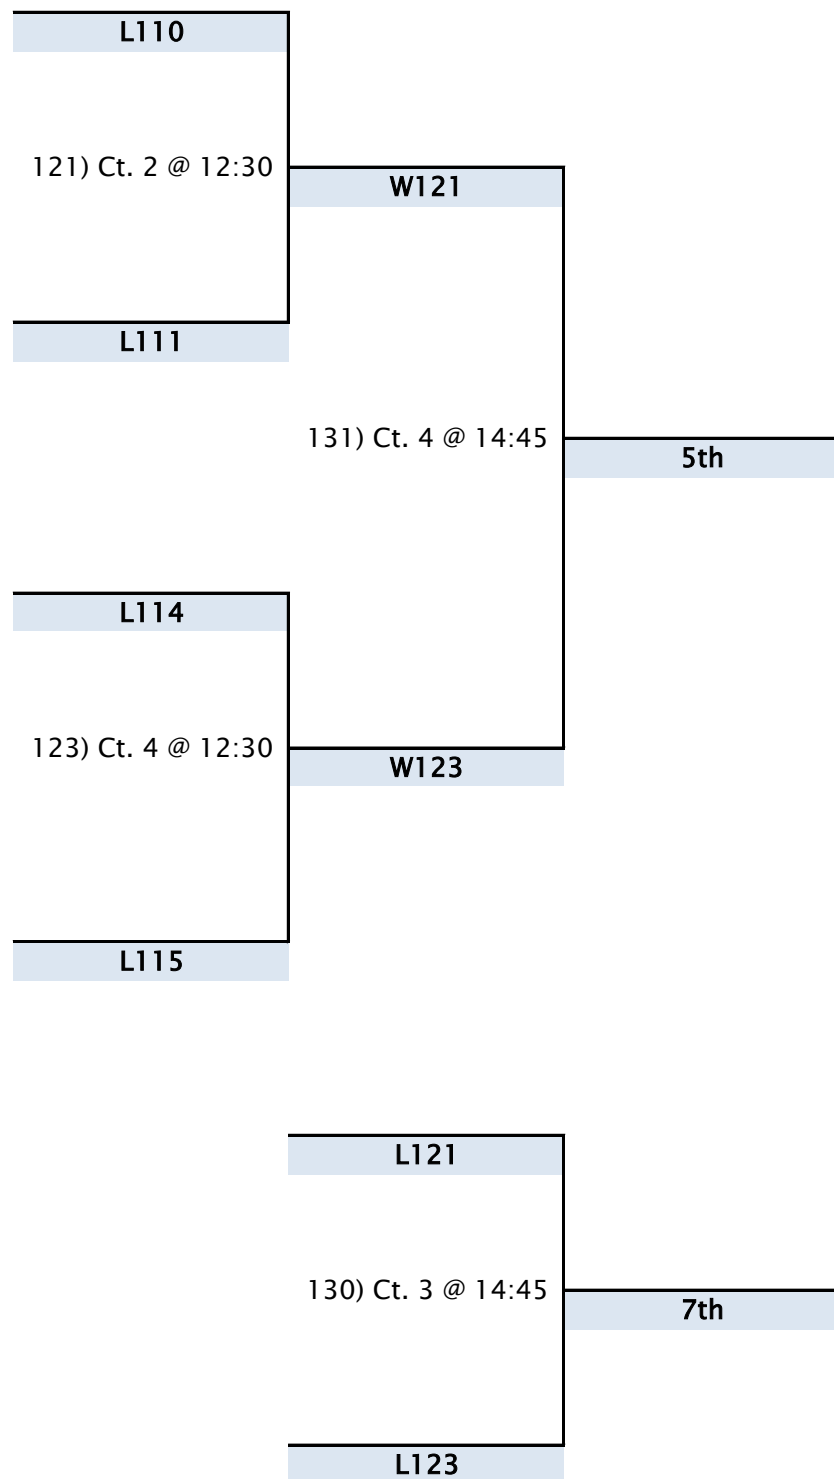 L110
121) Ct. 2 @ 12:30
W121
L111
131) Ct. 4 @ 14:45
5th
L114
123) Ct. 4 @ 12:30
W123
L115
L121
130) Ct. 3 @ 14:45
7th
L123